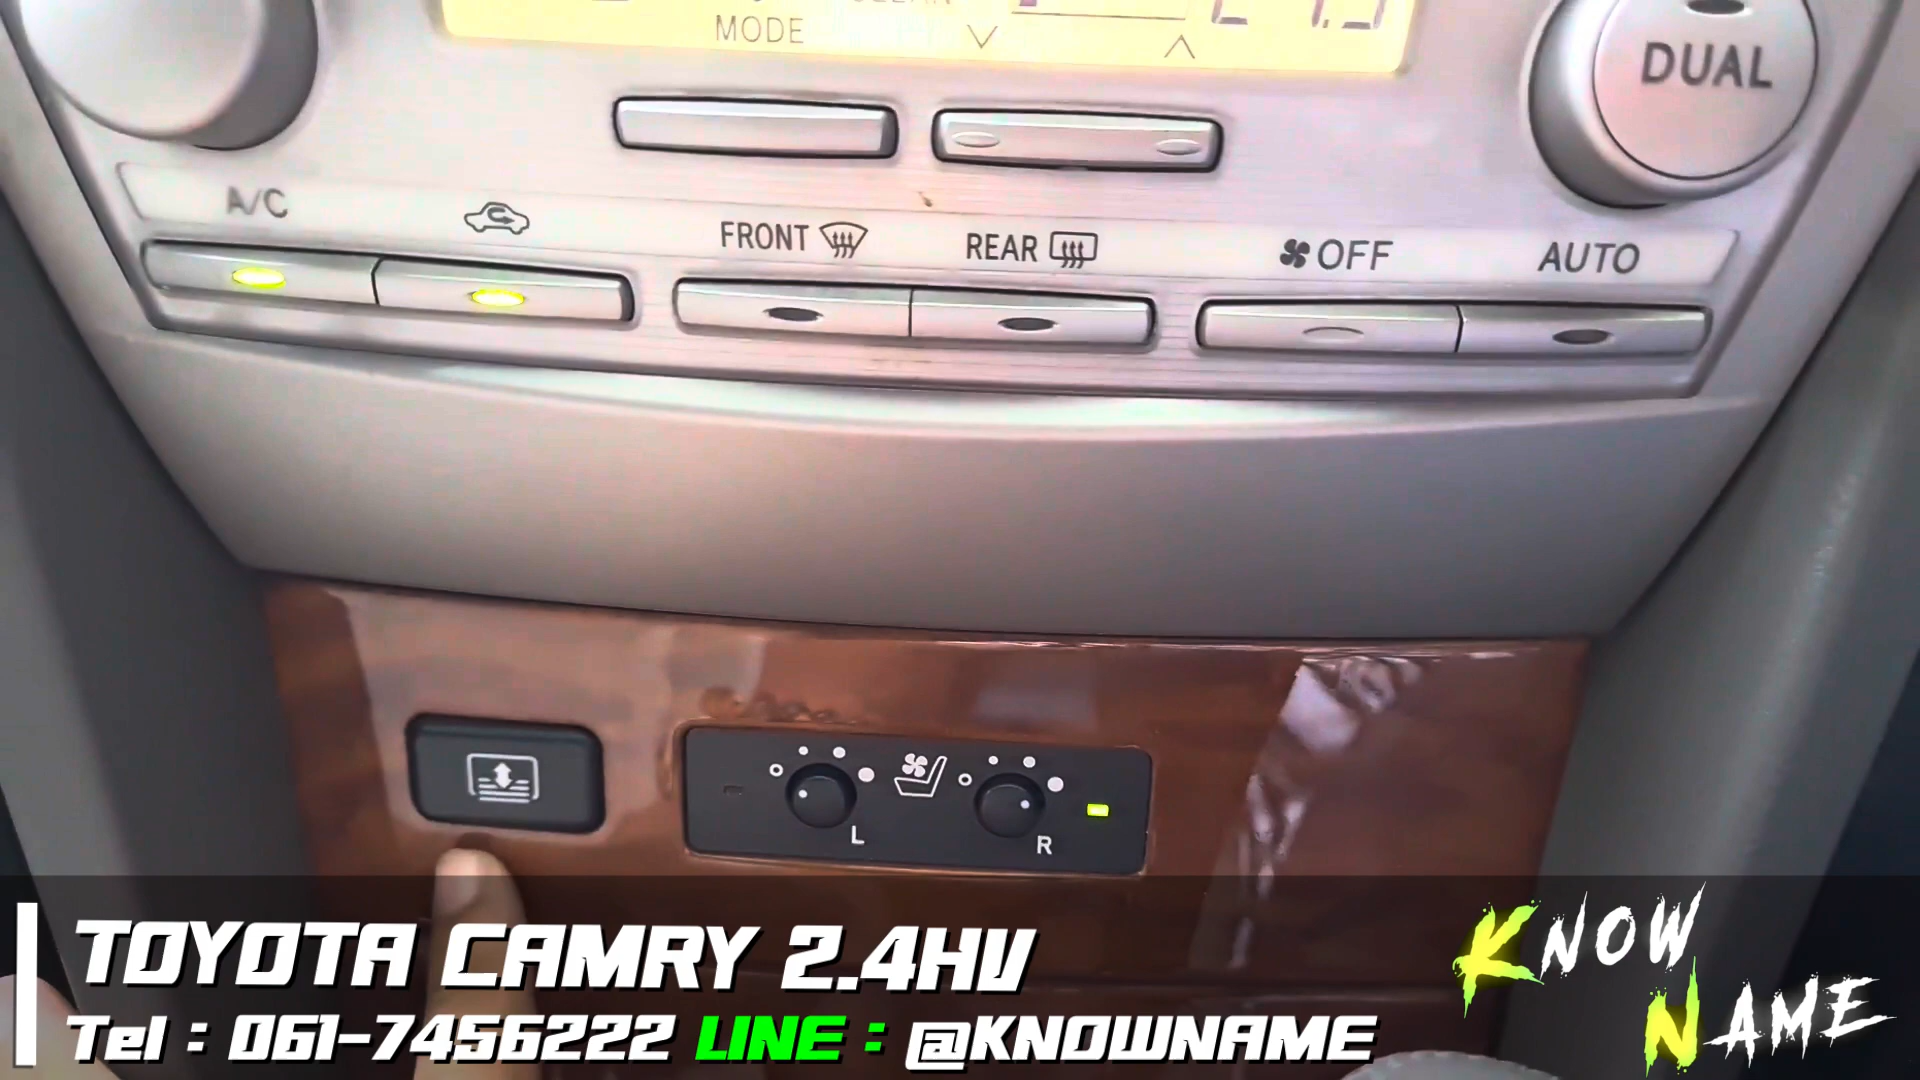 MODE
DUAL
A/C
FRONT
REAR
OFF
AUTO
L
R
TOYOTA CAMRY 2.4HV
Tel : 061-7456222 LINE : @KNOWNAME
KNOW
NAME